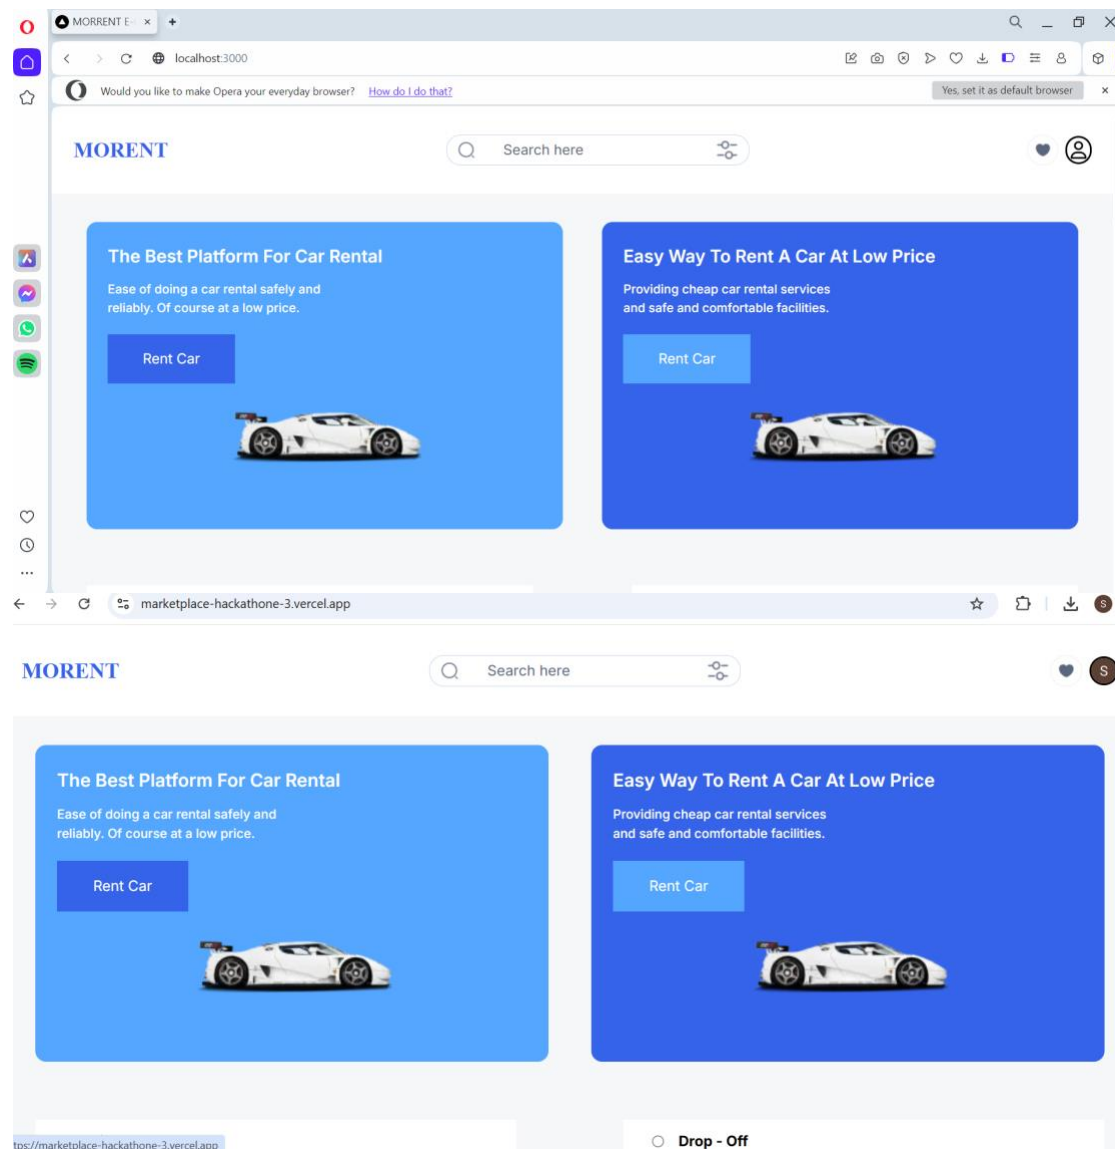 MORRENT E-
localhost:3000
Would you like to make Opera your everyday browser? How do I do that?
Yes, set it as default browser
MORENT
Search here
The Best Platform For Car Rental
Ease of doing a car rental safely and
reliably. Of course at a low price.
Rent Car
Easy Way To Rent A Car At Low Price
Providing cheap car rental services
and safe and comfortable facilities.
Rent Car
marketplace-hackathone-3.vercel.app
S
MORENT
Search here
S
The Best Platform For Car Rental
Ease of doing a car rental safely and
reliably. Of course at a low price.
Rent Car
Easy Way To Rent A Car At Low Price
Providing cheap car rental services
and safe and comfortable facilities.
Rent Car
Drop - Off
tps://marketplace-hackathone-3.vercel.app